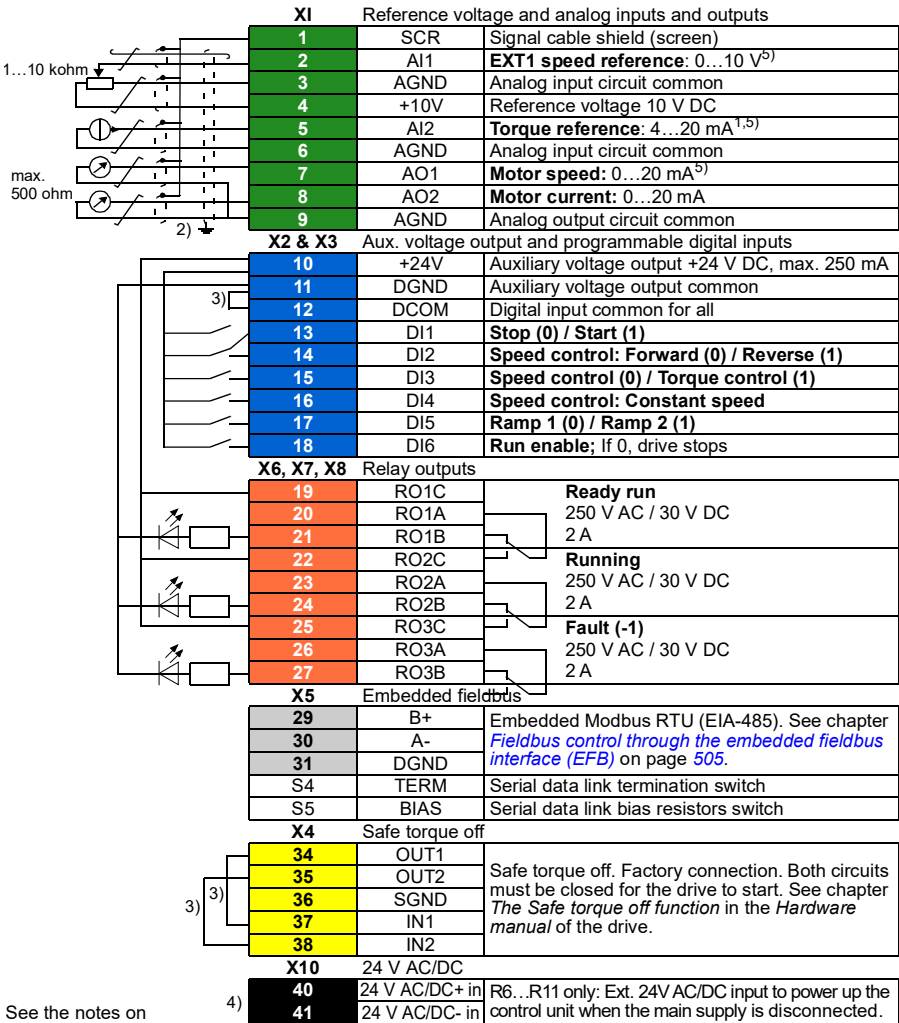 XI Reference voltage and analog inputs and outputs
1 SCR Signal cable shield (screen)
2 AI1 EXT1 speed reference: 0…10 V5)
1…10 kohm
3 AGND Analog input circuit common
4 +10V Reference voltage 10 V DC
5 AI2 Torque reference: 4…20 mA1,5)
6 AGND Analog input circuit common
7 AO1 Motor speed: 0…20 mA5)
max.
500 ohm
8 AO2 Motor current: 0…20 mA
9 AGND Analog output circuit common
2)
X2 & X3 Aux. voltage output and programmable digital inputs
10 +24V Auxiliary voltage output +24 V DC, max. 250 mA
11 DGND Auxiliary voltage output common
3)
12 DCOM Digital input common for all
13 DI1 Stop (0) / Start (1)
14 DI2 Speed control: Forward (0) / Reverse (1)
15 DI3 Speed control (0) / Torque control (1)
16 DI4 Speed control: Constant speed
17 DI5 Ramp 1 (0) / Ramp 2 (1)
18 DI6 Run enable; If 0, drive stops
X6, X7, X8 Relay outputs
19 RO1C Ready run
20 RO1A 250 V AC / 30 V DC
21 RO1B 2 A
22 RO2C Running
23 RO2A 250 V AC / 30 V DC
24 RO2B 2 A
25 RO3C Fault (-1)
26 RO3A 250 V AC / 30 V DC
27 RO3B 2 A
X5 Embedded fieldbus
29 B+ Embedded Modbus RTU (EIA-485). See chapter
30 A- Fieldbus control through the embedded fieldbus
31 DGND interface (EFB) on page 505.
S4 TERM Serial data link termination switch
S5 BIAS Serial data link bias resistors switch
X4 Safe torque off
34 OUT1
35 OUT2 Safe torque off. Factory connection. Both circuits
3) 3) 36 SGND must be closed for the drive to start. See chapter
37 IN1 The Safe torque off function in the Hardware
38 IN2 manual of the drive.
X10 24 V AC/DC
40 24 V AC/DC+ in R6…R11 only: Ext. 24V AC/DC input to power up the
See the notes on 4) 41 24 V AC/DC- in control unit when the main supply is disconnected.